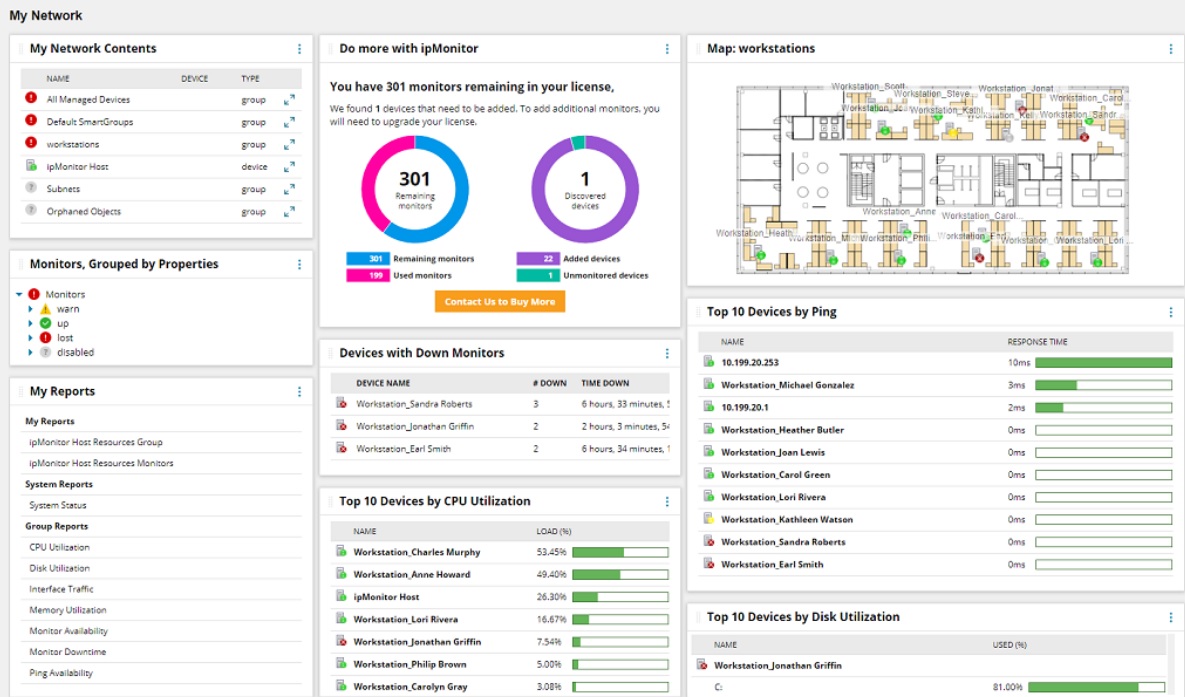 My Network
My Network Contents
NAME DEVICE TYPE
All Managed Devices group
Default SmartGroups group
workstations group
ipMonitor Host device
Subnets group
Orphaned Objects group
Monitors, Grouped by Properties
Monitors
warn
up
lost
disabled
My Reports
My Reports
ipMonitor Host Resources Group
ipMonitor Host Resources Monitors
System Reports
System Status
Group Reports
CPU Utilization
Disk Utilization
Interface Traffic
Memory Utilization
Monitor Availability
Monitor Downtime
Ping Availability
Do more with ipMonitor
You have 301 monitors remaining in your license,
We found 1 devices that need to be added. To add additional monitors, you
will need to upgrade your license.
301
Remaining
monitors
1
Discovered
devices
301 Remaining monitors
199 Used monitors
22 Added devices
1 Unmonitored devices
Contact Us to Buy More
Devices with Down Monitors
DEVICE NAME # DOWN TIME DOWN
Workstation_Sandra Roberts 3 6 hours, 33 minutes,
Workstation_Jonathan Griffin 2 2 hours, 3 minutes, 54
Workstation_Earl Smith 2 6 hours, 34 minutes, 1
Top 10 Devices by CPU Utilization
NAME LOAD (%)
Workstation_Charles Murphy 53.45%
Workstation_Anne Howard 49.40%
ipMonitor Host 26.30%
Workstation_Lori Rivera 16.67%
Workstation_Jonathan Griffin 7.54%
Workstation_Philip Brown 5.00%
Workstation_Carolyn Gray 3.08%
Map: workstations
Workstation_Scott
Workstation_Steve...
Workstation_Jonat
Workstation_Carol
Workstation_Jo
Workstation_Kathl
Workstation_Sandr
Workstation_Anne
Workstation_Carol...
Workstation_Heath
Workstation_Phili...
Workstation_Lori...
Top 10 Devices by Ping
NAME RESPONSE TIME
10.199.20.253 10ms
Workstation_Michael Gonzalez 3ms
10.199.20.1 2ms
Workstation_Heather Butler 0ms
Workstation_Joan Lewis 0ms
Workstation_Carol Green 0ms
Workstation_Lori Rivera 0ms
Workstation_Kathleen Watson 0ms
Workstation_Sandra Roberts 0ms
Workstation_Earl Smith 0ms
Top 10 Devices by Disk Utilization
NAME USED (%)
Workstation_Jonathan Griffin
C: 81.00%